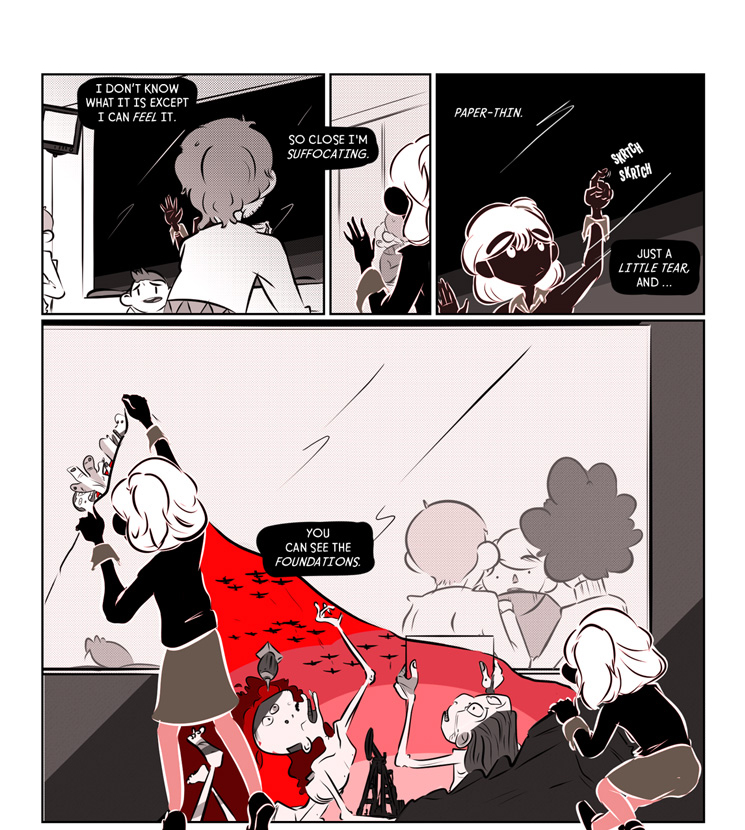 I DON'T KNOW
WHAT IT IS EXCEPT
I CAN FEEL IT.
SO CLOSE I'M
SUFFOCATING.
PAPER-THIN.
SKRTCH
SKRTCH
JUST A
LITTLE TEAR,
AND ...
YOU
CAN SEE THE
FOUNDATIONS.